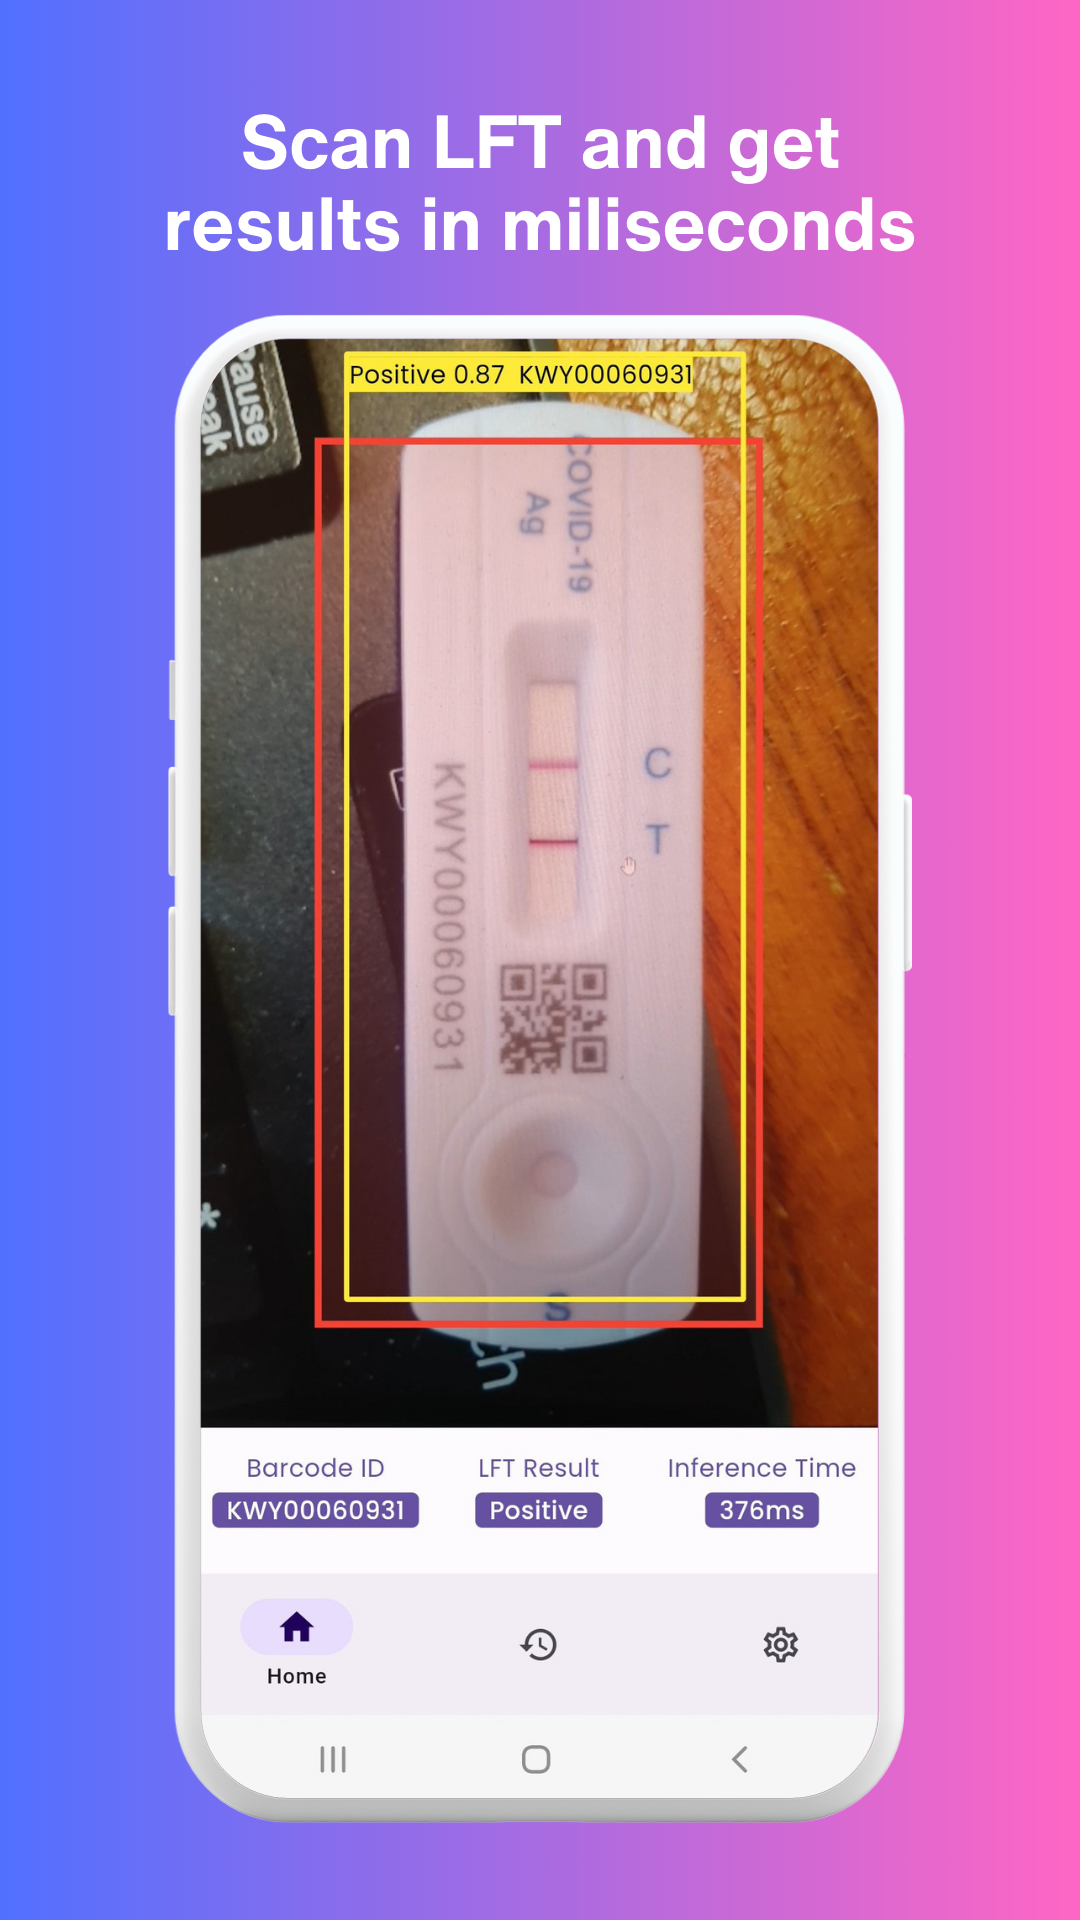 Scan LFT and get
results in miliseconds
Pause
Positive 0.87 KWY00060931
COVID-19
Ag
C
T
KWY00060931
S
*
Barcode ID
KWY00060931
LFT Result
Positive
Inference Time
376ms
Home